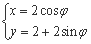 x = 2cosφ
y = 2 + 2sinφ